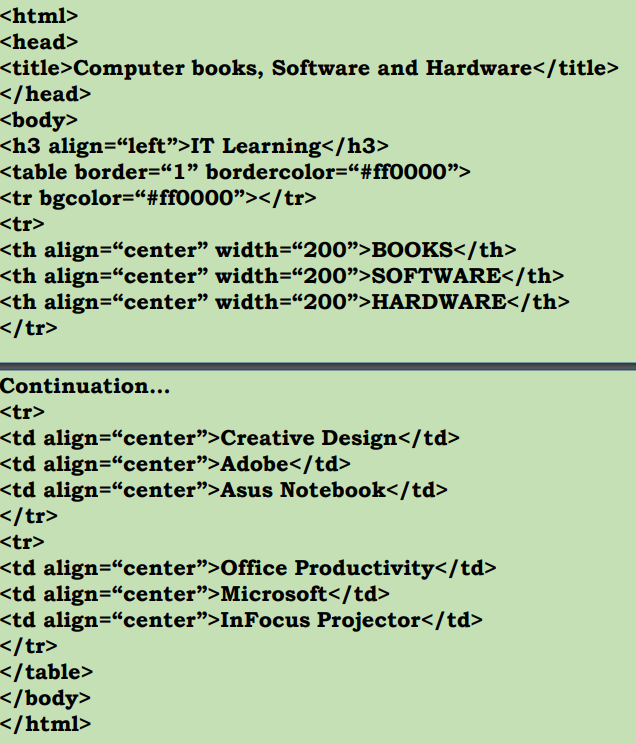 <html>
<head>
<title>Computer books, Software and Hardware</title>
</head>
<body>
<h3 align=“left”>IT Learning</h3>
<table border=“1” bordercolor=“#ff0000”>
<tr bgcolor=“#ff0000”></tr>
<tr>
<th align=“center” width=“200”>BOOKS</th>
<th align=“center” width=“200”>SOFTWARE</th>
<th align=“center” width=“200”>HARDWARE</th>
</tr>
Continuation...
<tr>
<td align=“center”>Creative Design</td>
<td align=“center”>Adobe</td>
<td align=“center”>Asus Notebook</td>
</tr>
<tr>
<td align=“center”>Office Productivity</td>
<td align=“center”>Microsoft</td>
<td align=“center”>InFocus Projector</td>
</tr>
</table>
</body>
</html>